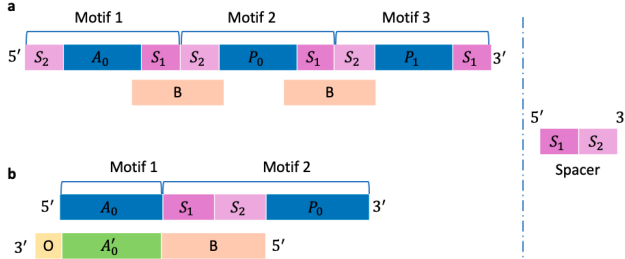 a
Motif 1 Motif 2 Motif 3
5′ S₂ A₀ S₁ S₂ P₀ S₁ S₂ P₁ S₁ 3′
B B
5′ 3
S₁ S₂
Spacer
b
Motif 1 Motif 2
5′ A₀ S₁ S₂ P₀ 3′
3′ O A₀′ B 5′